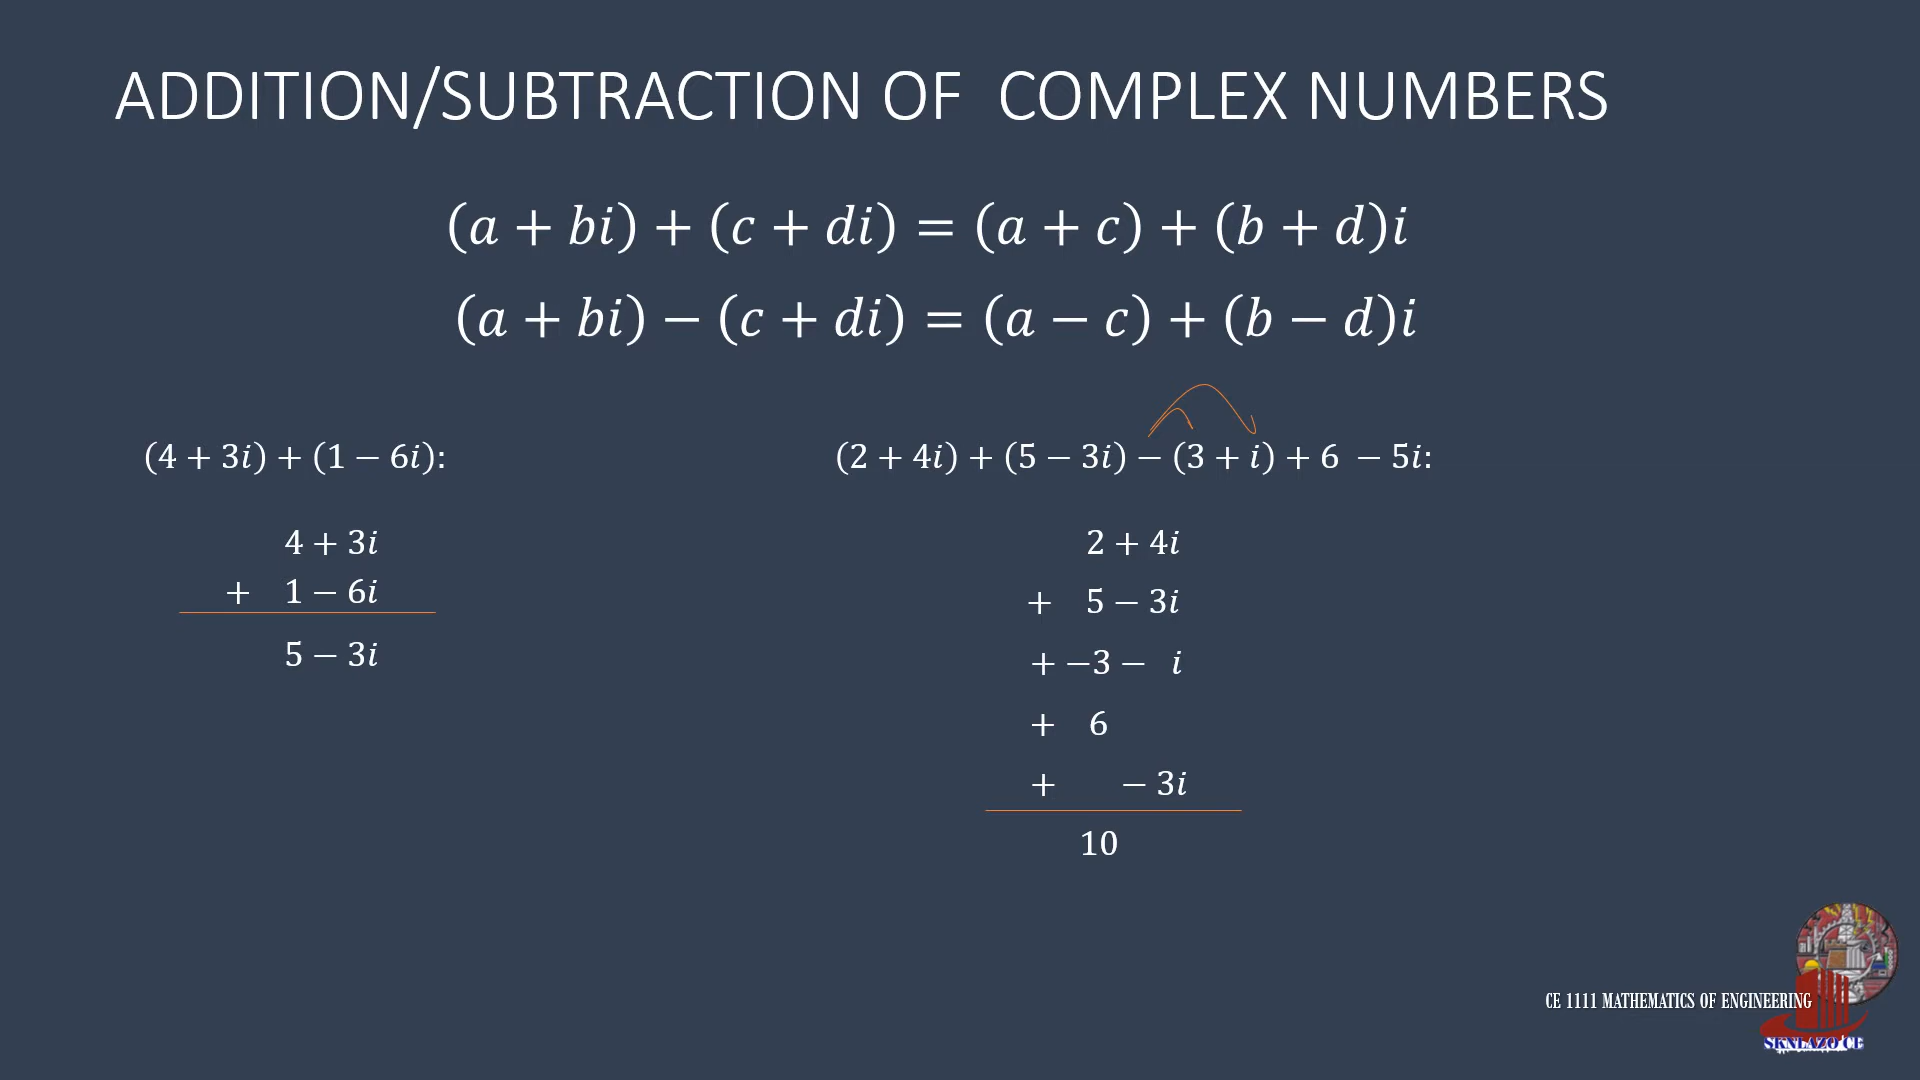 ADDITION/SUBTRACTION OF COMPLEX NUMBERS
(a + bi) + (c + di) = (a + c) + (b + d)i
(a + bi) − (c + di) = (a − c) + (b − d)i
(4 + 3i) + (1 − 6i):
4 + 3i
+ 1 − 6i
5 − 3i
(2 + 4i) + (5 − 3i) − (3 + i) + 6 − 5i:
2 + 4i
+ 5 − 3i
+ −3 − i
+ 6
+ − 3i
10
CE 1111 MATHEMATICS OF ENGINEERING
SKNLAZO CE